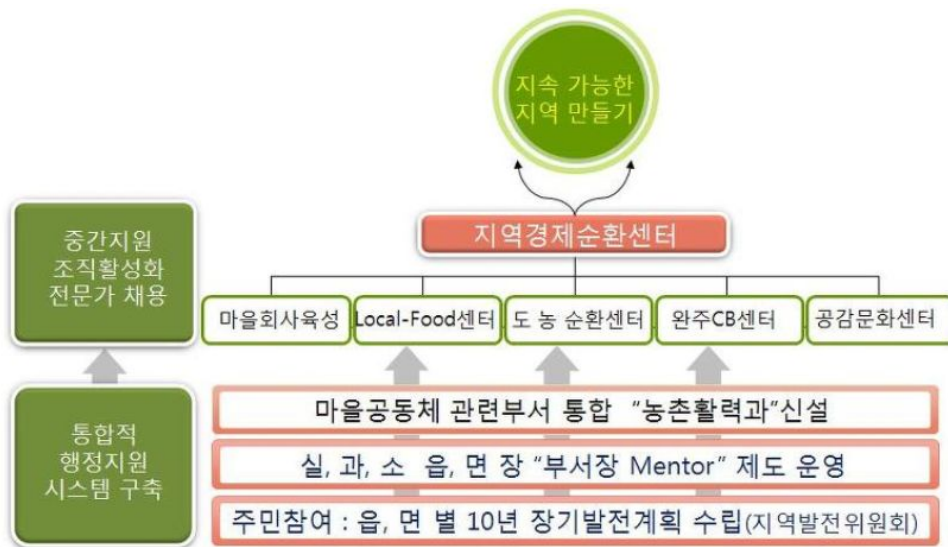 지속 가능한
지역 만들기
지역경제순환센터
중간지원
조직활성화
전문가 채용
마을회사육성
Local-Food센터
도 농 순환센터
완주CB센터
공감문화센터
통합적
행정지원
시스템 구축
마을공동체 관련부서 통합 “농촌활력과”신설
실, 과, 소 읍, 면 장 “부서장 Mentor” 제도 운영
주민참여 : 읍, 면 별 10년 장기발전계획 수립(지역발전위원회)